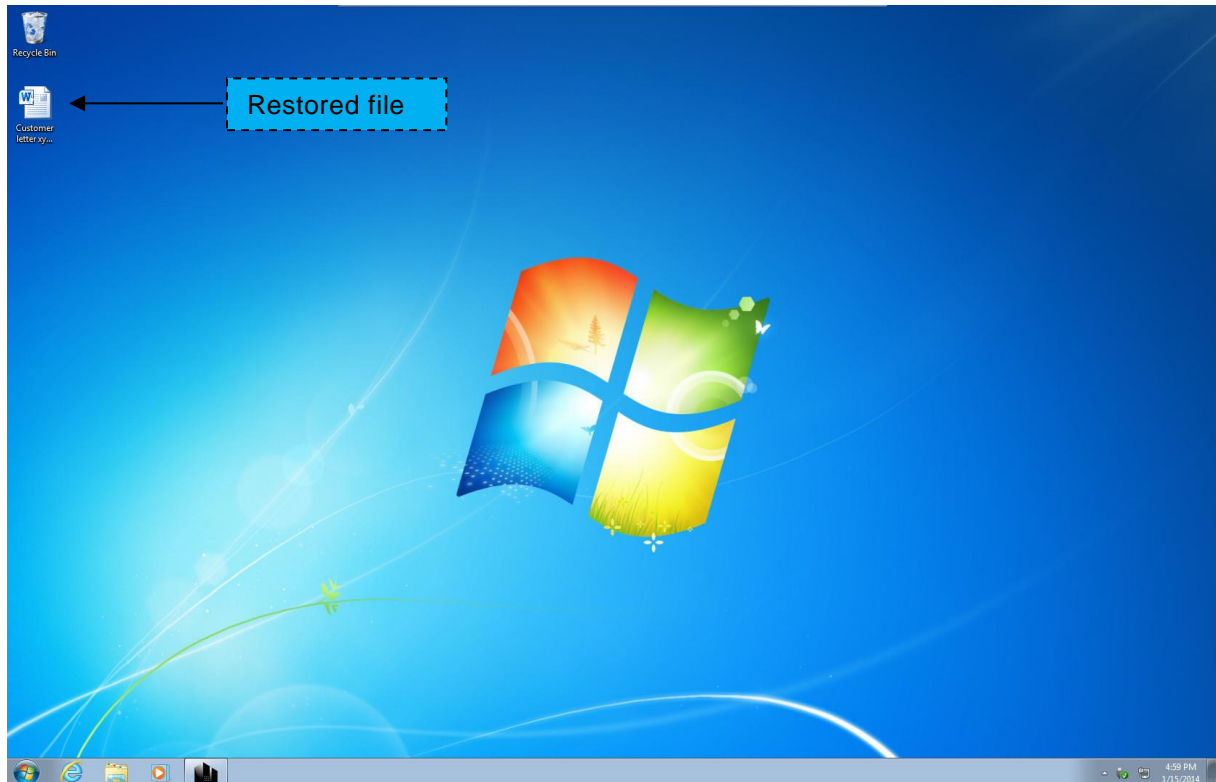 Recycle Bin
Restored file
Customer
letter xy...
4:59 PM
1/15/2014